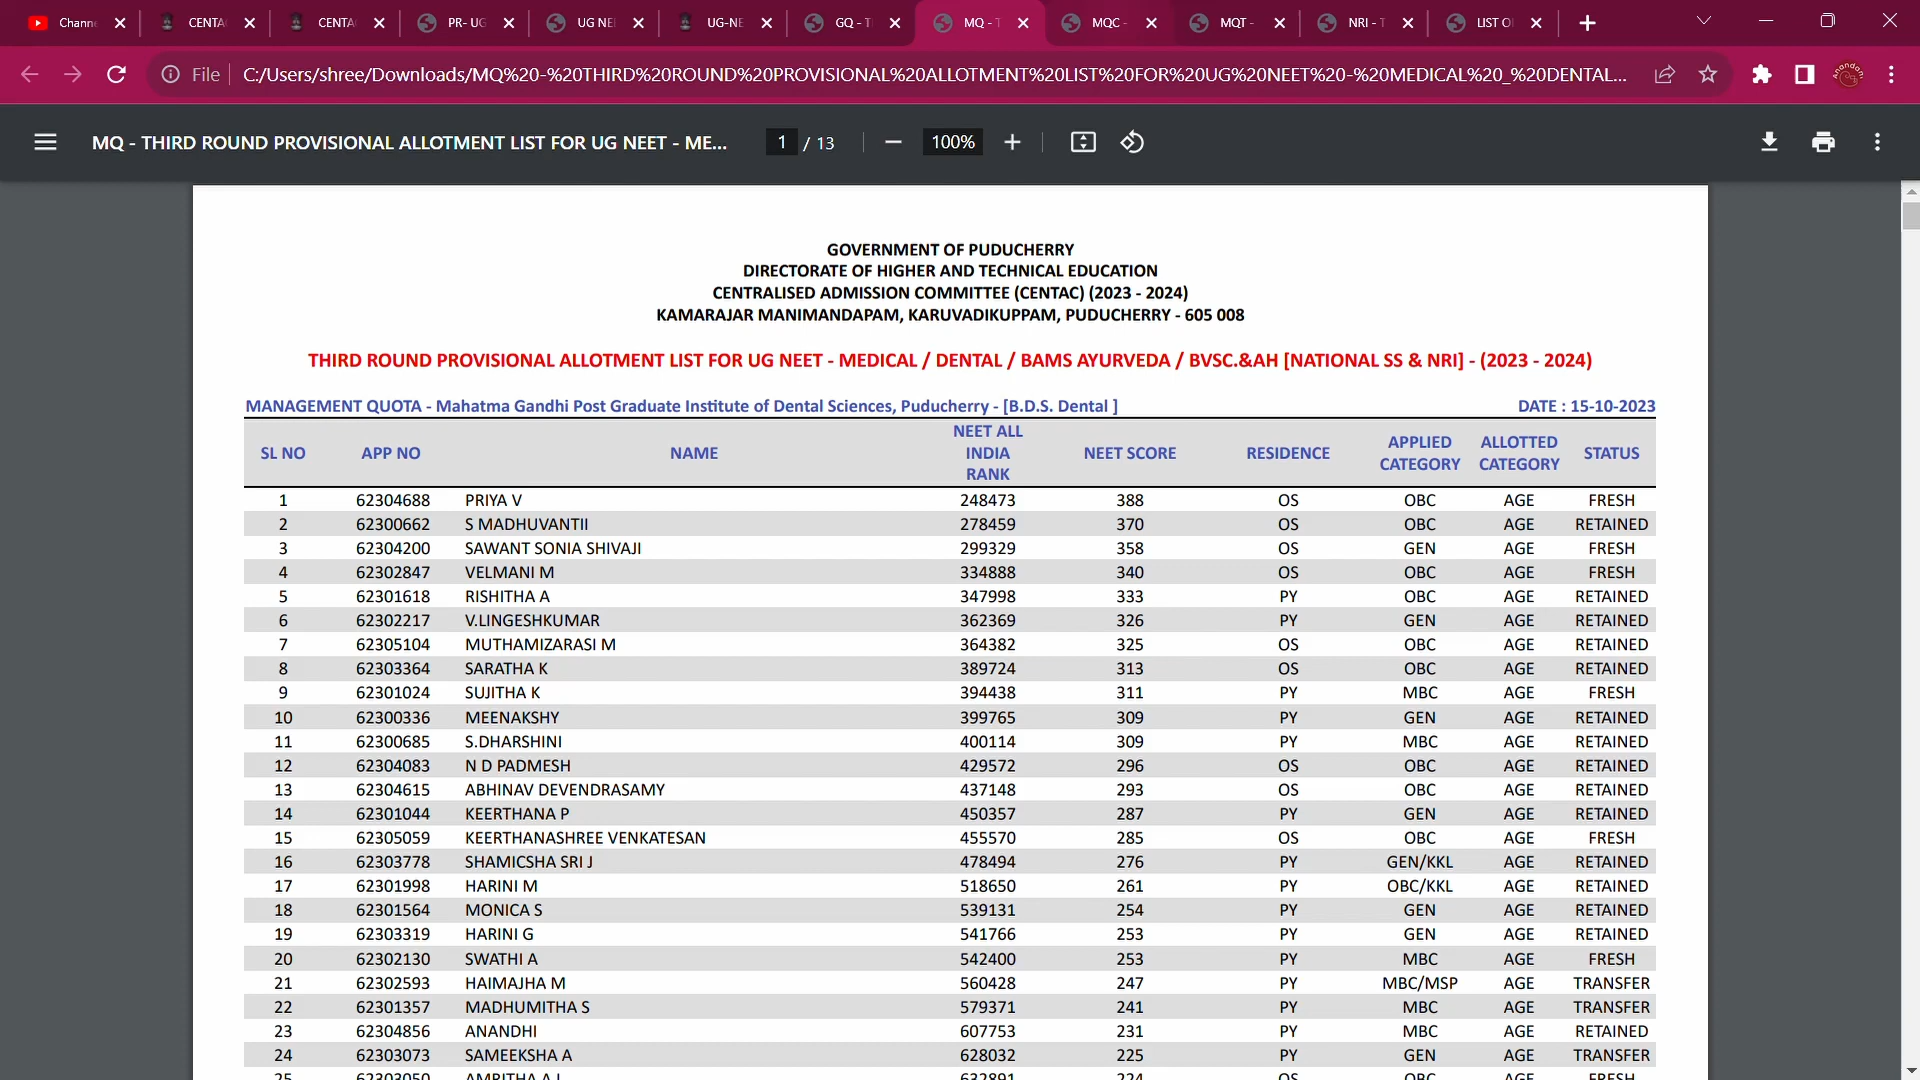 Chann CENTA CENTA PR- UG UG NE UG-NE GQ - T MQ - T MQC - MQT - NRI - T LIST O
File C:/Users/shree/Downloads/MQ%20-%20THIRD%20ROUND%20PROVISIONAL%20ALLOTMENT%20LIST%20FOR%20UG%20NEET%20-%20MEDICAL%20_%20DENTAL...
MQ - THIRD ROUND PROVISIONAL ALLOTMENT LIST FOR UG NEET - ME... 1 / 13 100%
GOVERNMENT OF PUDUCHERRY
DIRECTORATE OF HIGHER AND TECHNICAL EDUCATION
CENTRALISED ADMISSION COMMITTEE (CENTAC) (2023 - 2024)
KAMARAJAR MANIMANDAPAM, KARUVADIKUPPAM, PUDUCHERRY - 605 008
THIRD ROUND PROVISIONAL ALLOTMENT LIST FOR UG NEET - MEDICAL / DENTAL / BAMS AYURVEDA / BVSC.&AH [NATIONAL SS & NRI] - (2023 - 2024)
MANAGEMENT QUOTA - Mahatma Gandhi Post Graduate Institute of Dental Sciences, Puducherry - [B.D.S. Dental ] DATE : 15-10-2023
SL NO APP NO NAME NEET ALL INDIA RANK NEET SCORE RESIDENCE APPLIED CATEGORY ALLOTTED CATEGORY STATUS
1 62304688 PRIYA V 248473 388 OS OBC AGE FRESH
2 62300662 S MADHUVANTII 278459 370 OS OBC AGE RETAINED
3 62304200 SAWANT SONIA SHIVAJI 299329 358 OS GEN AGE FRESH
4 62302847 VELMANI M 334888 340 OS OBC AGE FRESH
5 62301618 RISHITHA A 347998 333 PY OBC AGE RETAINED
6 62302217 V.LINGESHKUMAR 362369 326 PY GEN AGE RETAINED
7 62305104 MUTHAMIZARASI M 364382 325 OS OBC AGE RETAINED
8 62303364 SARATHA K 389724 313 OS OBC AGE RETAINED
9 62301024 SUJITHA K 394438 311 PY MBC AGE FRESH
10 62300336 MEENAKSHY 399765 309 PY GEN AGE RETAINED
11 62300685 S.DHARSHINI 400114 309 PY MBC AGE RETAINED
12 62304083 N D PADMESH 429572 296 OS OBC AGE RETAINED
13 62304615 ABHINAV DEVENDRASAMY 437148 293 OS OBC AGE RETAINED
14 62301044 KEERTHANA P 450357 287 PY GEN AGE RETAINED
15 62305059 KEERTHANASHREE VENKATESAN 455570 285 OS OBC AGE FRESH
16 62303778 SHAMICSHA SRI J 478494 276 PY GEN/KKL AGE RETAINED
17 62301998 HARINI M 518650 261 PY OBC/KKL AGE RETAINED
18 62301564 MONICA S 539131 254 PY GEN AGE RETAINED
19 62303319 HARINI G 541766 253 PY GEN AGE RETAINED
20 62302130 SWATHI A 542400 253 PY MBC AGE FRESH
21 62302593 HAIMAJHA M 560428 247 PY MBC/MSP AGE TRANSFER
22 62301357 MADHUMITHA S 579371 241 PY MBC AGE TRANSFER
23 62304856 ANANDHI 607753 231 PY MBC AGE RETAINED
24 62303073 SAMEEKSHA A 628032 225 PY GEN AGE TRANSFER
25 62303050 AMRITHA A J 632891 224 OS OBC AGE FRESH